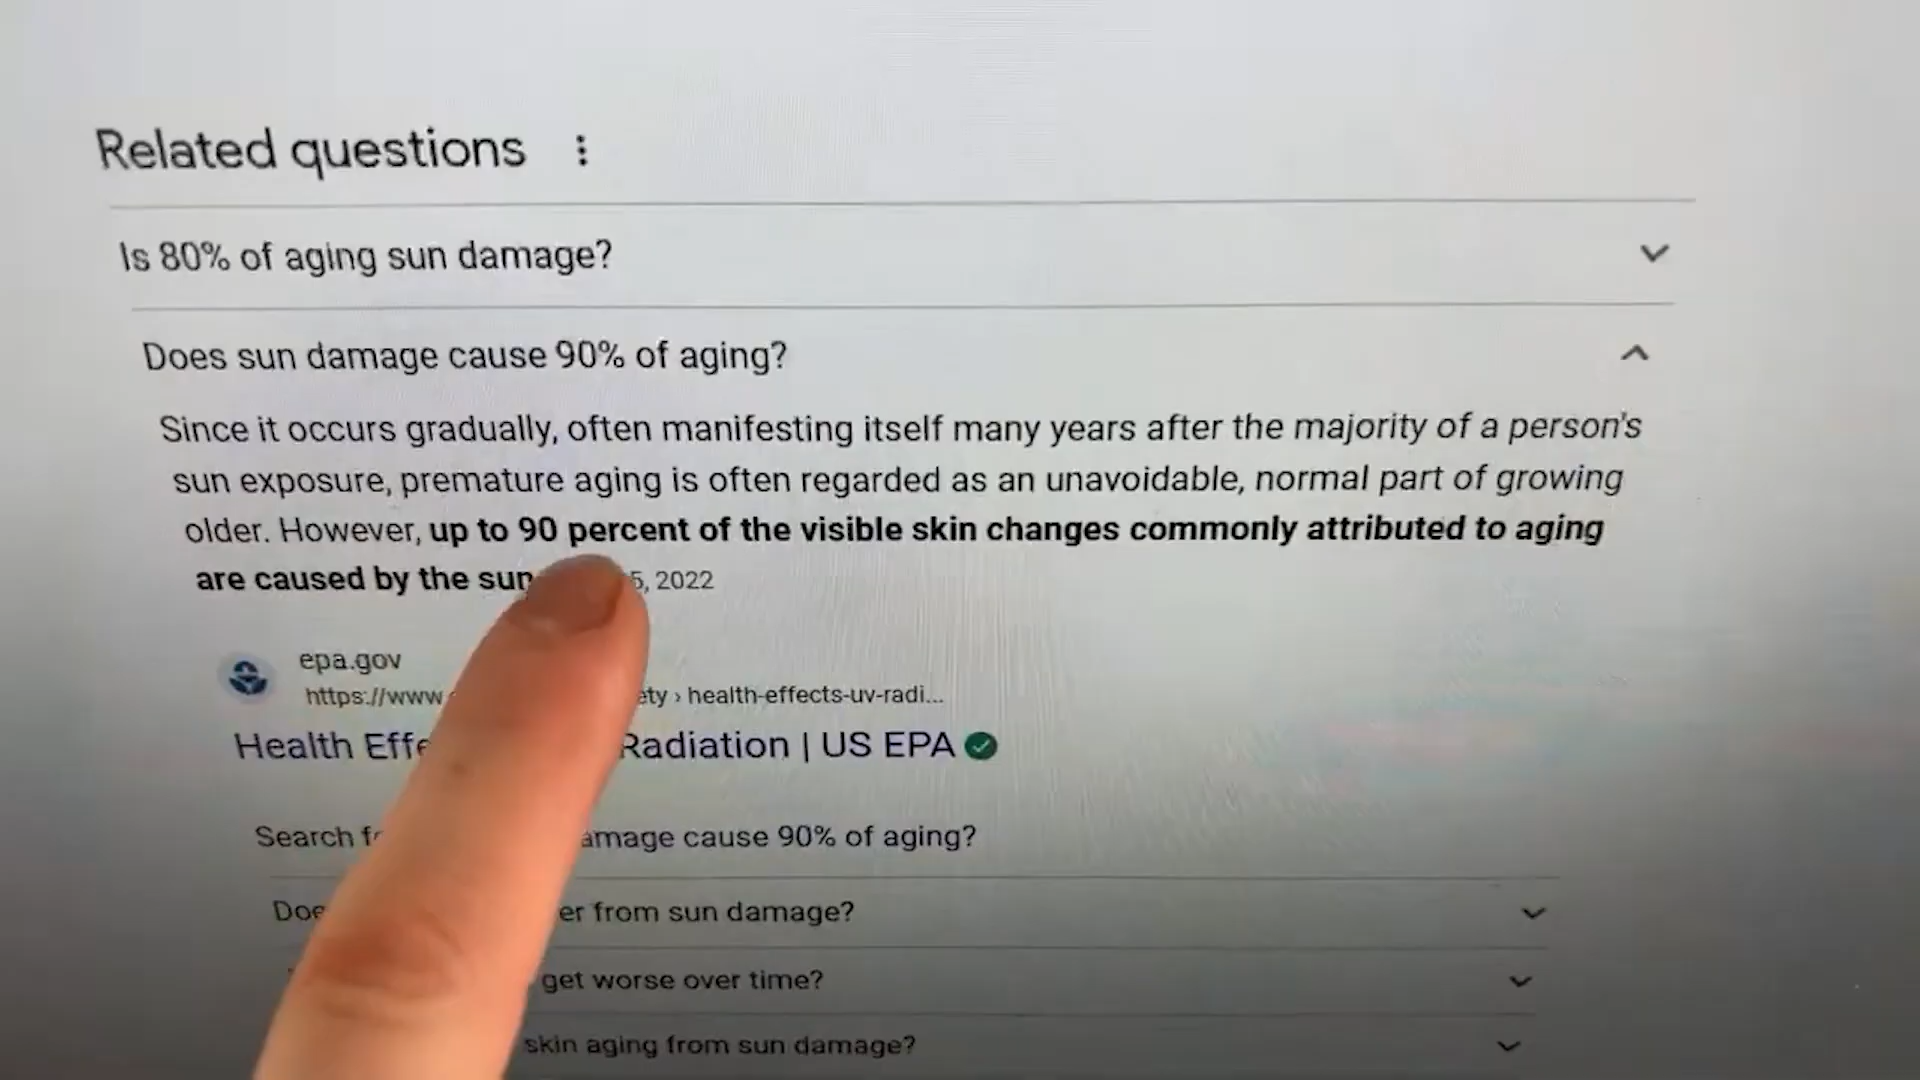 Related questions
Is 80% of aging sun damage?
Does sun damage cause 90% of aging?
Since it occurs gradually, often manifesting itself many years after the majority of a person's
sun exposure, premature aging is often regarded as an unavoidable, normal part of growing
older. However, up to 90 percent of the visible skin changes commonly attributed to aging
are caused by the sun 5, 2022
epa.gov
https://www. ety › health-effects-uv-radi...
Health Effe Radiation | US EPA
Search f amage cause 90% of aging?
Doe er from sun damage?
get worse over time?
skin aging from sun damage?